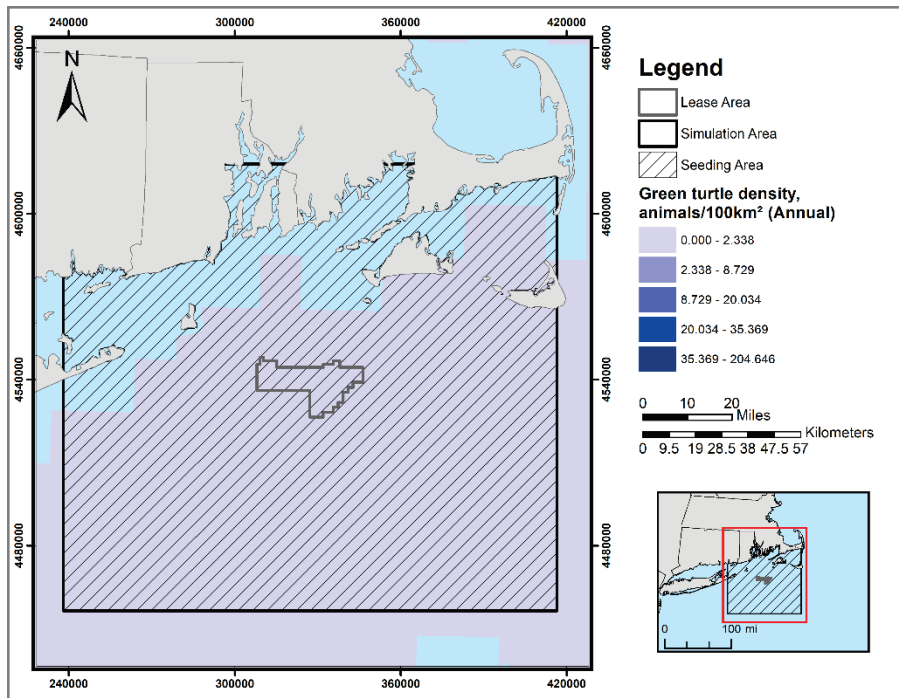 240000 300000 360000 420000
4660000
4600000
4540000
4480000
N
240000 300000 360000 420000
4660000
4600000
4540000
4480000
Legend
Lease Area
Simulation Area
Seeding Area
Green turtle density,
animals/100km² (Annual)
0.000 - 2.338
2.338 - 8.729
8.729 - 20.034
20.034 - 35.369
35.369 - 204.646
0 10 20
Miles
Kilometers
0 9.5 19 28.5 38 47.5 57
0 100 mi